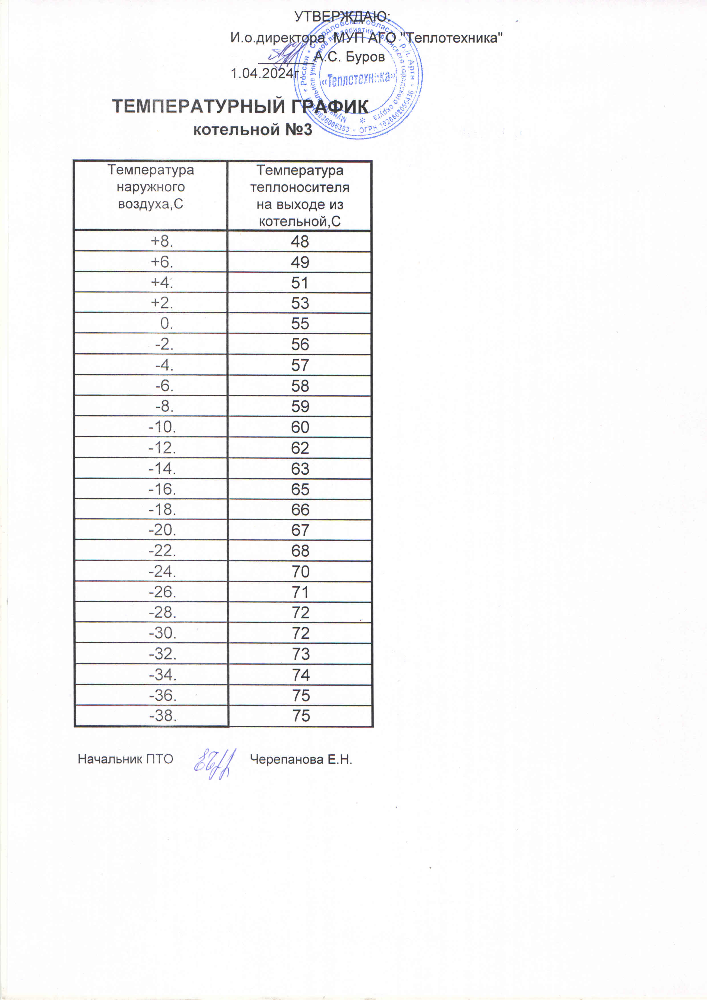 УТВЕРЖДАЮ:
И.о.директора МУП АГО "Теплотехника"
А.С. Буров
1.04.2024г.
* Россия * Свердловская область * р.п. Арти *
ИНН 6636006383 * ОГРН 1026602056436
Муниципальное унитарное предприятие Артинского городского округа
«Теплотехника»
ТЕМПЕРАТУРНЫЙ ГРАФИК
котельной №3
Температура наружного воздуха,С
Температура теплоносителя на выходе из котельной,С
+8. 48
+6. 49
+4. 51
+2. 53
0. 55
-2. 56
-4. 57
-6. 58
-8. 59
-10. 60
-12. 62
-14. 63
-16. 65
-18. 66
-20. 67
-22. 68
-24. 70
-26. 71
-28. 72
-30. 72
-32. 73
-34. 74
-36. 75
-38. 75
Начальник ПТО Черепанова Е.Н.